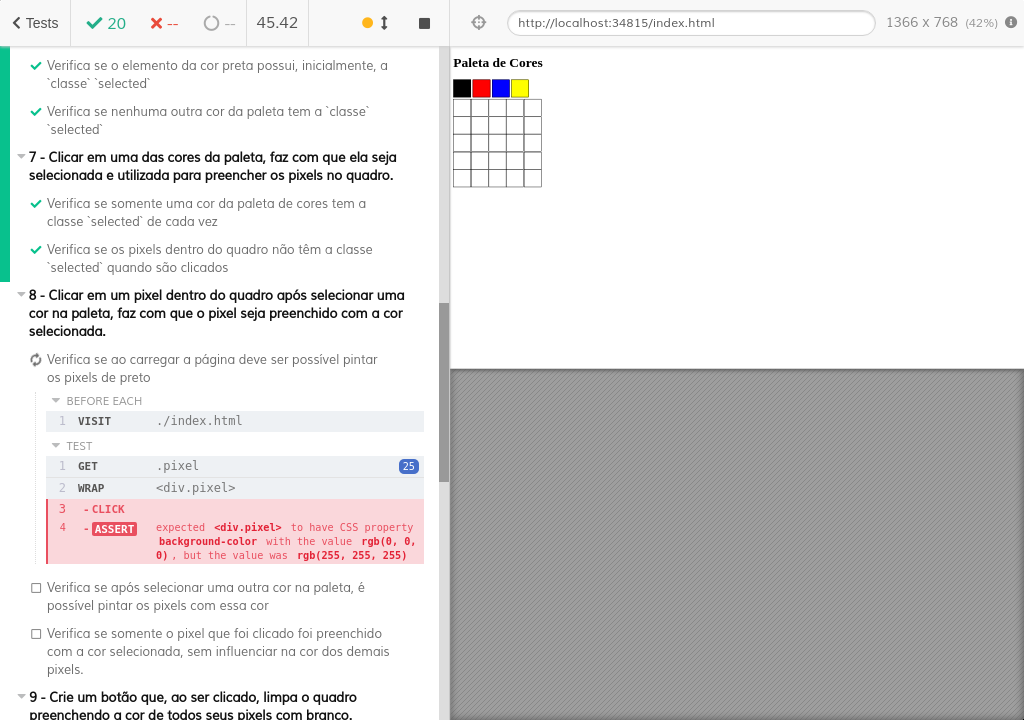 Tests
20
--
--
45.42
http://localhost:34815/index.html
1366 x 768 (42%)
Verifica se o elemento da cor preta possui, inicialmente, a
`classe` `selected`
Verifica se nenhuma outra cor da paleta tem a `classe`
`selected`
7 - Clicar em uma das cores da paleta, faz com que ela seja
selecionada e utilizada para preencher os pixels no quadro.
Verifica se somente uma cor da paleta de cores tem a
classe `selected` de cada vez
Verifica se os pixels dentro do quadro não têm a classe
`selected` quando são clicados
8 - Clicar em um pixel dentro do quadro após selecionar uma
cor na paleta, faz com que o pixel seja preenchido com a cor
selecionada.
Verifica se ao carregar a página deve ser possível pintar
os pixels de preto
BEFORE EACH
1 VISIT ./index.html
TEST
1 GET .pixel 25
2 WRAP <div.pixel>
3 -CLICK
4 -ASSERT expected <div.pixel> to have CSS property
background-color with the value rgb(0, 0,
0), but the value was rgb(255, 255, 255)
Verifica se após selecionar uma outra cor na paleta, é
possível pintar os pixels com essa cor
Verifica se somente o pixel que foi clicado foi preenchido
com a cor selecionada, sem influenciar na cor dos demais
pixels.
9 - Crie um botão que, ao ser clicado, limpa o quadro
preenchendo a cor de todos seus pixels com branco.
Paleta de Cores